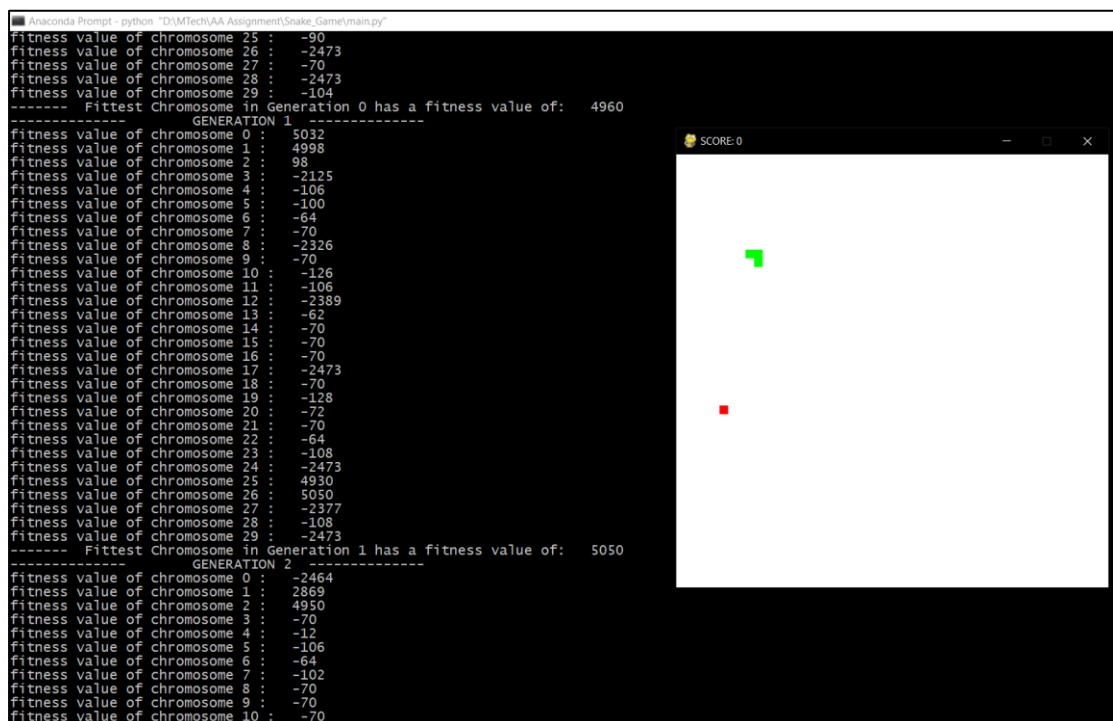 Anaconda Prompt - python "D:\MTech\AA Assignment\Snake_Game\main.py"
fitness value of chromosome 25 : -90
fitness value of chromosome 26 : -2473
fitness value of chromosome 27 : -70
fitness value of chromosome 28 : -2473
fitness value of chromosome 29 : -104
------- Fittest Chromosome in Generation 0 has a fitness value of: 4960
-------------- GENERATION 1 --------------
fitness value of chromosome 0 : 5032
fitness value of chromosome 1 : 4998
fitness value of chromosome 2 : 98
fitness value of chromosome 3 : -2125
fitness value of chromosome 4 : -106
fitness value of chromosome 5 : -100
fitness value of chromosome 6 : -64
fitness value of chromosome 7 : -70
fitness value of chromosome 8 : -2326
fitness value of chromosome 9 : -70
fitness value of chromosome 10 : -126
fitness value of chromosome 11 : -106
fitness value of chromosome 12 : -2389
fitness value of chromosome 13 : -62
fitness value of chromosome 14 : -70
fitness value of chromosome 15 : -70
fitness value of chromosome 16 : -70
fitness value of chromosome 17 : -2473
fitness value of chromosome 18 : -70
fitness value of chromosome 19 : -128
fitness value of chromosome 20 : -72
fitness value of chromosome 21 : -70
fitness value of chromosome 22 : -64
fitness value of chromosome 23 : -108
fitness value of chromosome 24 : -2473
fitness value of chromosome 25 : 4930
fitness value of chromosome 26 : 5050
fitness value of chromosome 27 : -2377
fitness value of chromosome 28 : -108
fitness value of chromosome 29 : -2473
------- Fittest Chromosome in Generation 1 has a fitness value of: 5050
-------------- GENERATION 2 --------------
fitness value of chromosome 0 : -2464
fitness value of chromosome 1 : 2869
fitness value of chromosome 2 : 4950
fitness value of chromosome 3 : -70
fitness value of chromosome 4 : -12
fitness value of chromosome 5 : -106
fitness value of chromosome 6 : -64
fitness value of chromosome 7 : -102
fitness value of chromosome 8 : -70
fitness value of chromosome 9 : -70
fitness value of chromosome 10 : -70
SCORE: 0